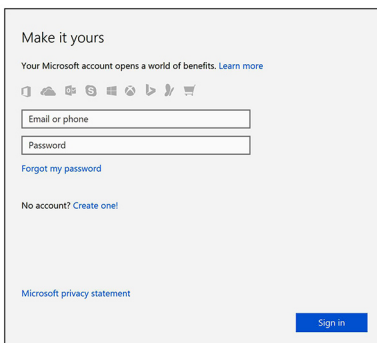 Make it yours
Your Microsoft account opens a world of benefits. Learn more
Email or phone
Password
Forgot my password
No account? Create one!
Microsoft privacy statement
Sign in